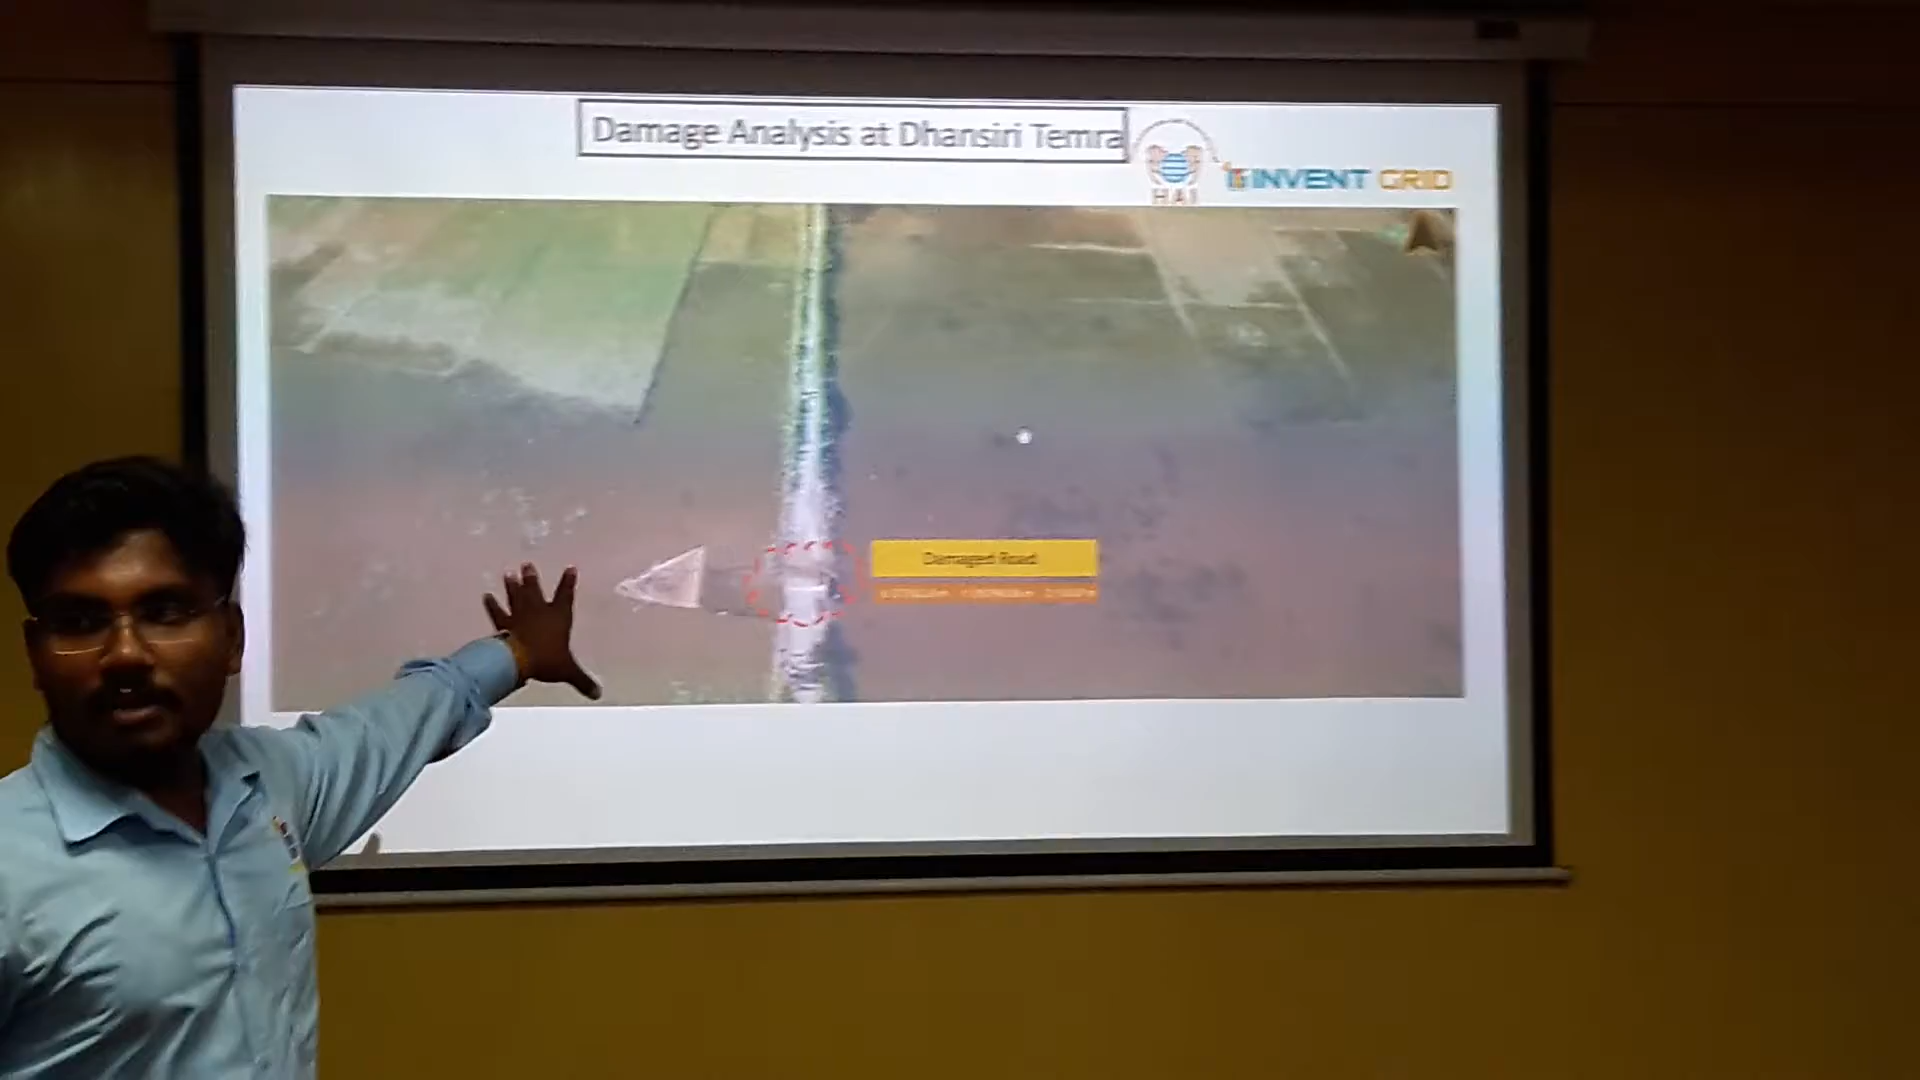 Damage Analysis at Dhansiri Temra
HAI
INVENT GRID
Damaged Road